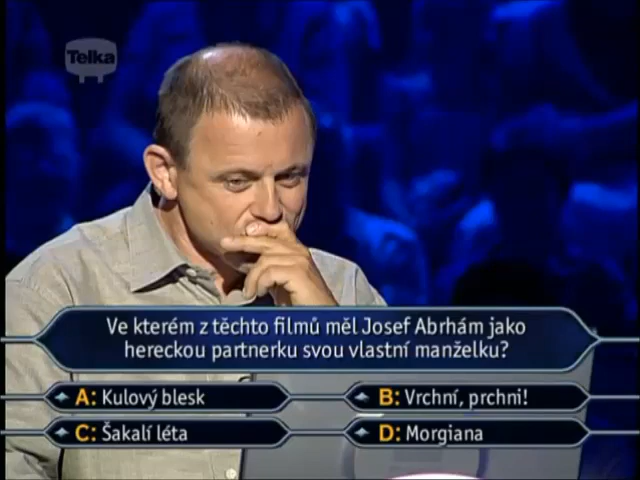 Telka
Ve kterém z těchto filmů měl Josef Abrhám jako
hereckou partnerku svou vlastní manželku?
A: Kulový blesk
B: Vrchní, prchni!
C: Šakalí léta
D: Morgiana